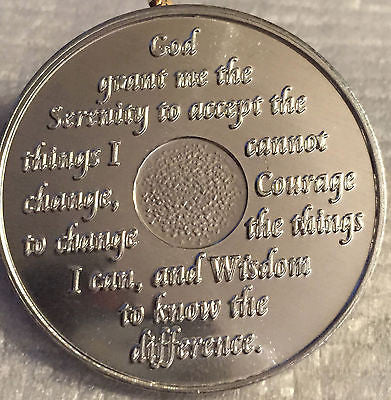 God
grant me the
Serenity to accept the
things I cannot
change, Courage
to change the things
I can, and Wisdom
to know the
difference.